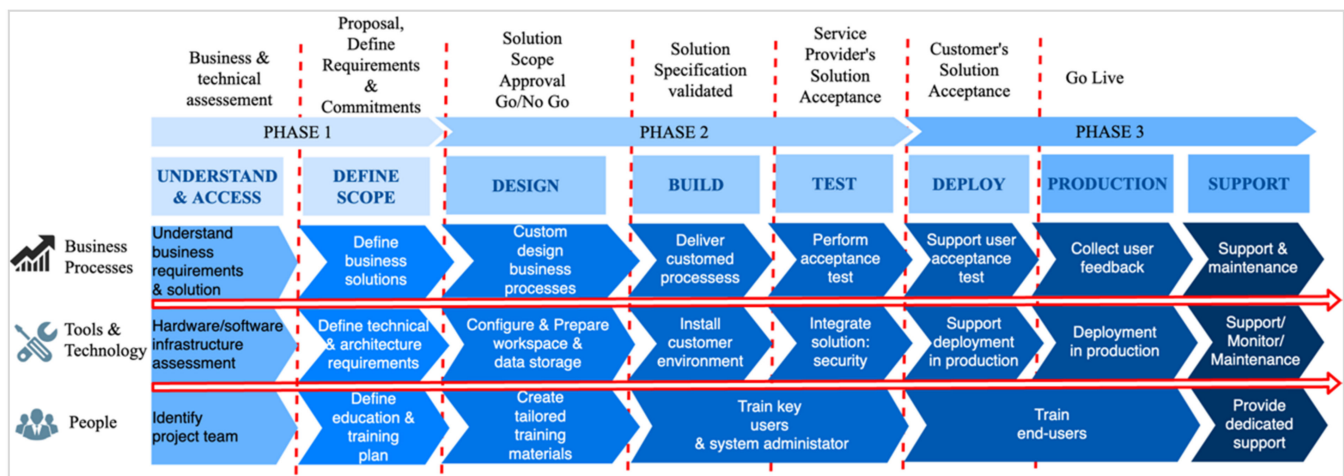 Business &
technical
assessement
Proposal,
Define
Requirements
&
Commitments
Solution
Scope
Approval
Go/No Go
Solution
Specification
validated
Service
Provider's
Solution
Acceptance
Customer's
Solution
Acceptance
Go Live
PHASE 1
PHASE 2
PHASE 3
UNDERSTAND
& ACCESS
DEFINE
SCOPE
DESIGN
BUILD
TEST
DEPLOY
PRODUCTION
SUPPORT
Business
Processes
Understand
business
requirements
& solution
Define
business
solutions
Custom
design
business
processes
Deliver
customed
processess
Perform
acceptance
test
Support user
acceptance
test
Collect user
feedback
Support &
maintenance
Tools &
Technology
Hardware/software
infrastructure
assessment
Define technical
& architecture
requirements
Configure & Prepare
workspace &
data storage
Install
customer
environment
Integrate
solution:
security
Support
deployment
in production
Deployment
in production
Support/
Monitor/
Maintenance
People
Identify
project team
Define
education &
training
plan
Create
tailored
training
materials
Train key
users
& system administator
Train
end-users
Provide
dedicated
support